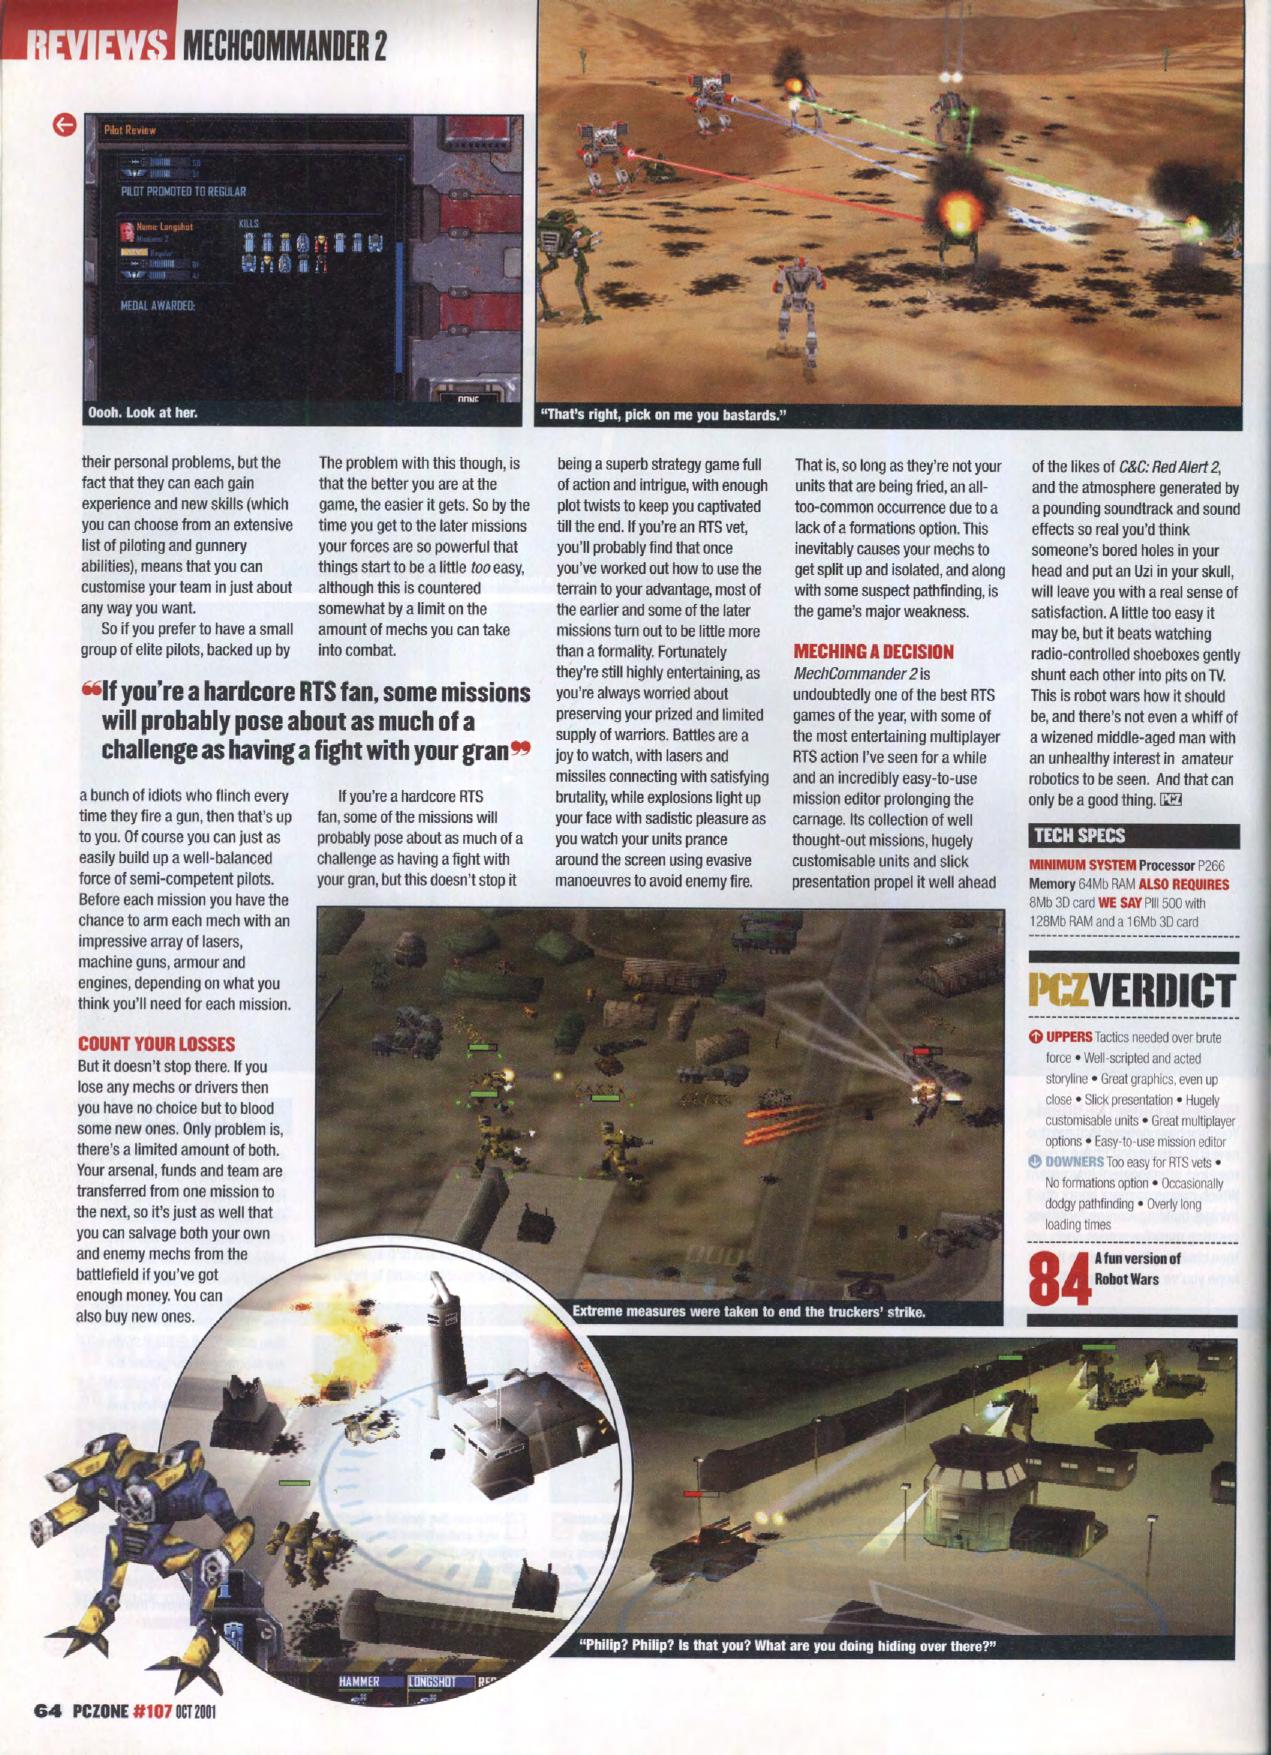 REVIEWS MECHCOMMANDER 2
Pilot Review
PILOT PROMOTED TO REGULAR
Name: Longshot
Missions: 2
Regular
KILLS
MEDAL AWARDED:
DONE
Oooh. Look at her.
“That's right, pick on me you bastards.”
their personal problems, but the
fact that they can each gain
experience and new skills (which
you can choose from an extensive
list of piloting and gunnery
abilities), means that you can
customise your team in just about
any way you want.
So if you prefer to have a small
group of elite pilots, backed up by
“If you're a hardcore RTS fan, some missions
will probably pose about as much of a
challenge as having a fight with your gran”
a bunch of idiots who flinch every
time they fire a gun, then that's up
to you. Of course you can just as
easily build up a well-balanced
force of semi-competent pilots.
Before each mission you have the
chance to arm each mech with an
impressive array of lasers,
machine guns, armour and
engines, depending on what you
think you'll need for each mission.
COUNT YOUR LOSSES
But it doesn't stop there. If you
lose any mechs or drivers then
you have no choice but to blood
some new ones. Only problem is,
there's a limited amount of both.
Your arsenal, funds and team are
transferred from one mission to
the next, so it's just as well that
you can salvage both your own
and enemy mechs from the
battlefield if you've got
enough money. You can
also buy new ones.
The problem with this though, is
that the better you are at the
game, the easier it gets. So by the
time you get to the later missions
your forces are so powerful that
things start to be a little too easy,
although this is countered
somewhat by a limit on the
amount of mechs you can take
into combat.
If you're a hardcore RTS
fan, some of the missions will
probably pose about as much of a
challenge as having a fight with
your gran, but this doesn't stop it
being a superb strategy game full
of action and intrigue, with enough
plot twists to keep you captivated
till the end. If you're an RTS vet,
you'll probably find that once
you've worked out how to use the
terrain to your advantage, most of
the earlier and some of the later
missions turn out to be little more
than a formality. Fortunately
they're still highly entertaining, as
you're always worried about
preserving your prized and limited
supply of warriors. Battles are a
joy to watch, with lasers and
missiles connecting with satisfying
brutality, while explosions light up
your face with sadistic pleasure as
you watch your units prance
around the screen using evasive
manoeuvres to avoid enemy fire.
That is, so long as they're not your
units that are being fried, an all-
too-common occurrence due to a
lack of a formations option. This
inevitably causes your mechs to
get split up and isolated, and along
with some suspect pathfinding, is
the game's major weakness.
MECHING A DECISION
MechCommander 2 is
undoubtedly one of the best RTS
games of the year, with some of
the most entertaining multiplayer
RTS action I've seen for a while
and an incredibly easy-to-use
mission editor prolonging the
carnage. Its collection of well
thought-out missions, hugely
customisable units and slick
presentation propel it well ahead
of the likes of C&C: Red Alert 2,
and the atmosphere generated by
a pounding soundtrack and sound
effects so real you'd think
someone's bored holes in your
head and put an Uzi in your skull,
will leave you with a real sense of
satisfaction. A little too easy it
may be, but it beats watching
radio-controlled shoeboxes gently
shunt each other into pits on TV.
This is robot wars how it should
be, and there's not even a whiff of
a wizened middle-aged man with
an unhealthy interest in amateur
robotics to be seen. And that can
only be a good thing. PCZ
TECH SPECS
MINIMUM SYSTEM Processor P266
Memory 64Mb RAM ALSO REQUIRES
8Mb 3D card WE SAY PIII 500 with
128Mb RAM and a 16Mb 3D card
PCZVERDICT
UPPERS Tactics needed over brute
force • Well-scripted and acted
storyline • Great graphics, even up
close • Slick presentation • Hugely
customisable units • Great multiplayer
options • Easy-to-use mission editor
DOWNERS Too easy for RTS vets •
No formations option • Occasionally
dodgy pathfinding • Overly long
loading times
84 A fun version of
Robot Wars
Extreme measures were taken to end the truckers' strike.
“Philip? Philip? Is that you? What are you doing hiding over there?”
HAMMER LONGSHOT
64 PCZONE #107 OCT 2001